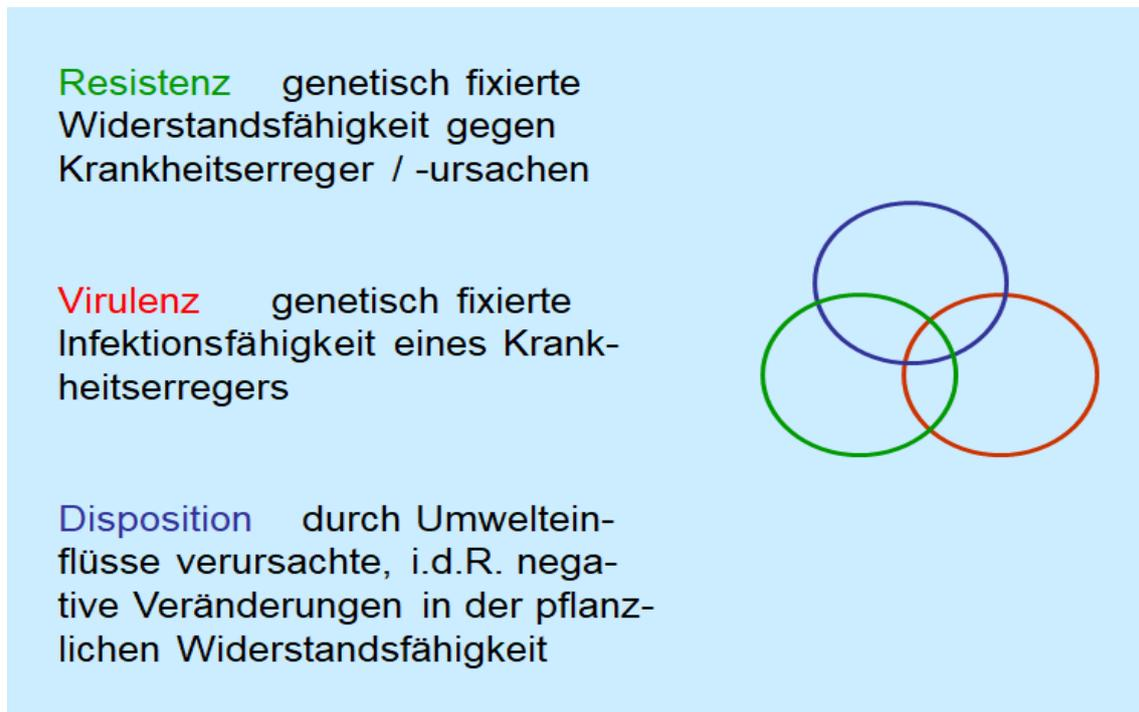 Resistenz genetisch fixierte
Widerstandsfähigkeit gegen
Krankheitserreger / -ursachen
Virulenz genetisch fixierte
Infektionsfähigkeit eines Krank-
heitserregers
Disposition durch Umweltein-
flüsse verursachte, i.d.R. nega-
tive Veränderungen in der pflanz-
lichen Widerstandsfähigkeit